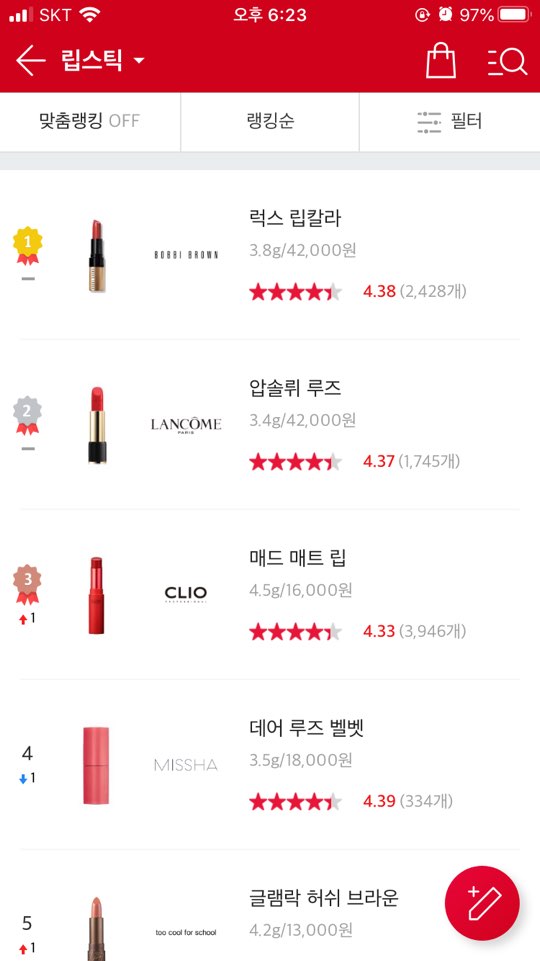 SKT 오후 6:23 97%
립스틱
맞춤랭킹 OFF 랭킹순 필터
1
BOBBI BROWN
럭스 립칼라
3.8g/42,000원
4.38 (2,428개)
2
LANCÔME
PARIS
압솔뤼 루즈
3.4g/42,000원
4.37 (1,745개)
3
1
CLIO
PROFESSIONAL
매드 매트 립
4.5g/16,000원
4.33 (3,946개)
4
1
MISSHA
데어 루즈 벨벳
3.5g/18,000원
4.39 (334개)
5
1
too cool for school
글램락 허쉬 브라운
4.2g/13,000원